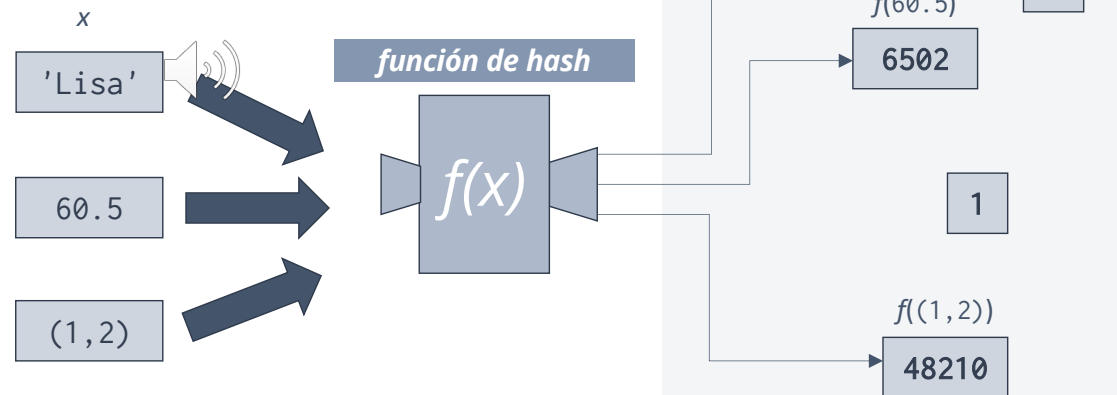 x
'Lisa'
60.5
(1,2)
función de hash
f(x)
f(60.5)
6502
1
f((1,2))
48210